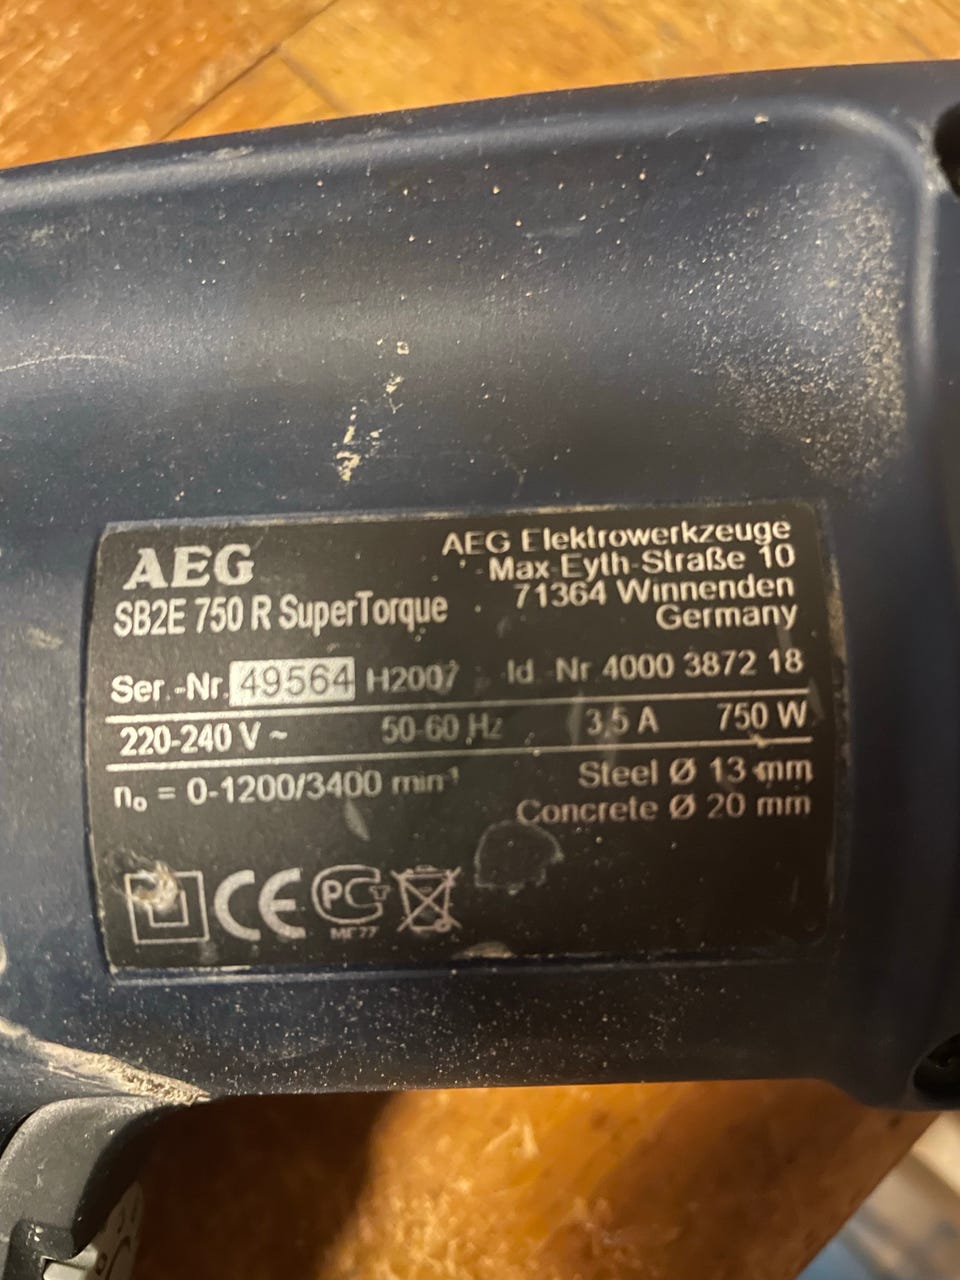 AEG
SB2E 750 R SuperTorque
AEG Elektrowerkzeuge
Max-Eyth-Straße 10
71364 Winnenden
Germany
Ser.-Nr. 49564 H2007 Id Nr 4000 3872 18
220-240 V ~ 50-60 Hz 3,5 A 750 W
n₀ = 0-1200/3400 min⁻¹
Steel Ø 13 mm
Concrete Ø 20 mm
CE PC